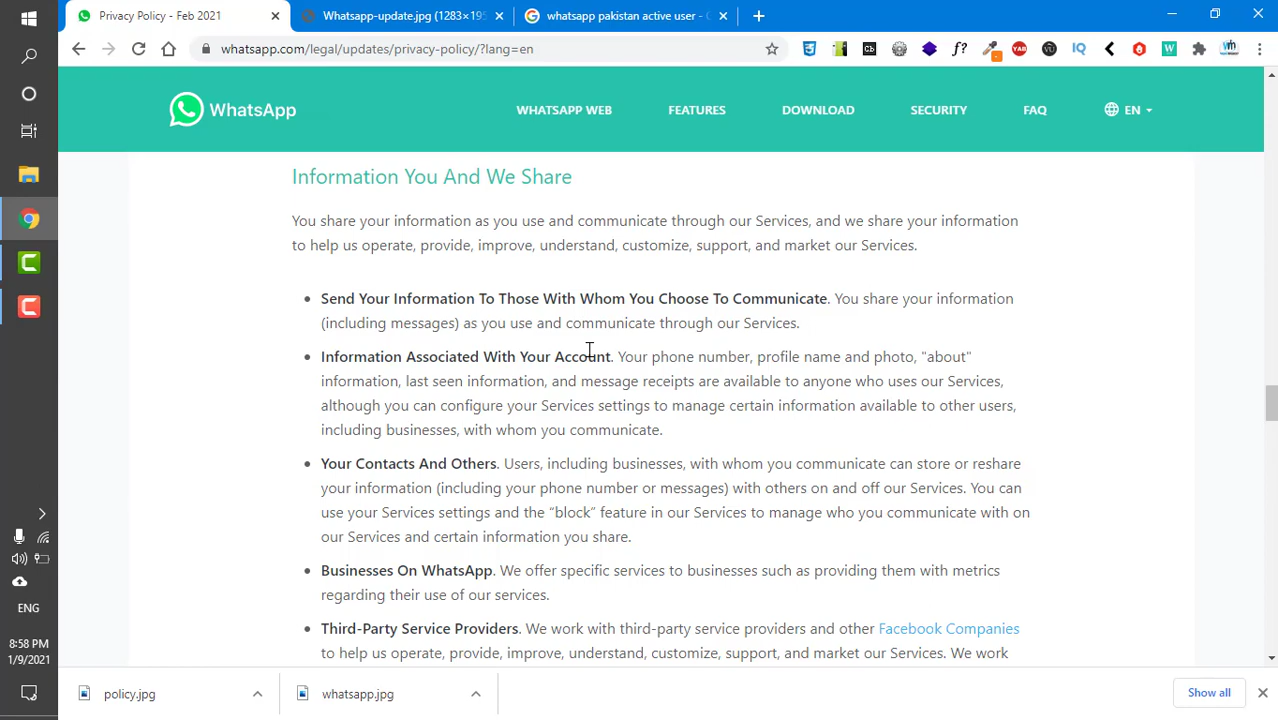 Privacy Policy - Feb 2021
Whatsapp-update.jpg (1283×195
whatsapp pakistan active user -
whatsapp.com/legal/updates/privacy-policy/?lang=en
WhatsApp
WHATSAPP WEB
FEATURES
DOWNLOAD
SECURITY
FAQ
EN
Information You And We Share
You share your information as you use and communicate through our Services, and we share your information
to help us operate, provide, improve, understand, customize, support, and market our Services.
• Send Your Information To Those With Whom You Choose To Communicate. You share your information
(including messages) as you use and communicate through our Services.
• Information Associated With Your Account. Your phone number, profile name and photo, "about"
information, last seen information, and message receipts are available to anyone who uses our Services,
although you can configure your Services settings to manage certain information available to other users,
including businesses, with whom you communicate.
• Your Contacts And Others. Users, including businesses, with whom you communicate can store or reshare
your information (including your phone number or messages) with others on and off our Services. You can
use your Services settings and the “block” feature in our Services to manage who you communicate with on
our Services and certain information you share.
• Businesses On WhatsApp. We offer specific services to businesses such as providing them with metrics
regarding their use of our services.
• Third-Party Service Providers. We work with third-party service providers and other Facebook Companies
to help us operate, provide, improve, understand, customize, support, and market our Services. We work
ENG
8:58 PM
1/9/2021
policy.jpg
whatsapp.jpg
Show all